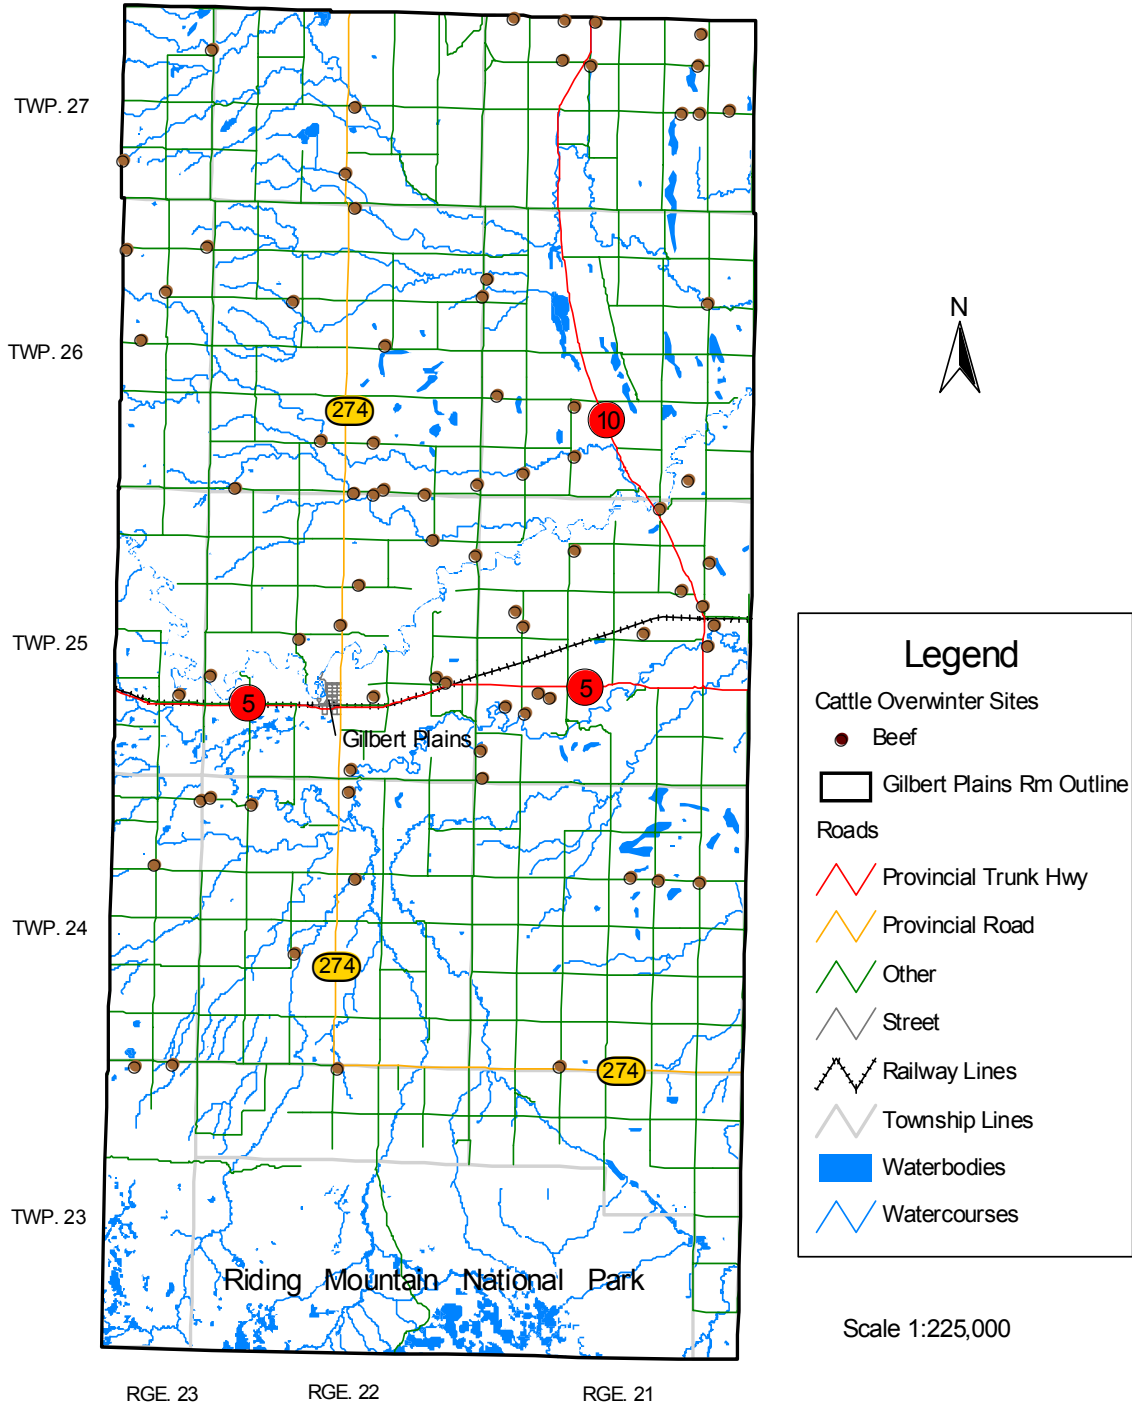 TWP. 27
N
TWP. 26
274
10
TWP. 25
5
5
Gilbert Plains
Legend
Cattle Overwinter Sites
Beef
Gilbert Plains Rm Outline
Roads
Provincial Trunk Hwy
Provincial Road
Other
Street
Railway Lines
Township Lines
Waterbodies
Watercourses
TWP. 24
274
274
TWP. 23
Riding Mountain National Park
Scale 1:225,000
RGE. 23
RGE. 22
RGE. 21